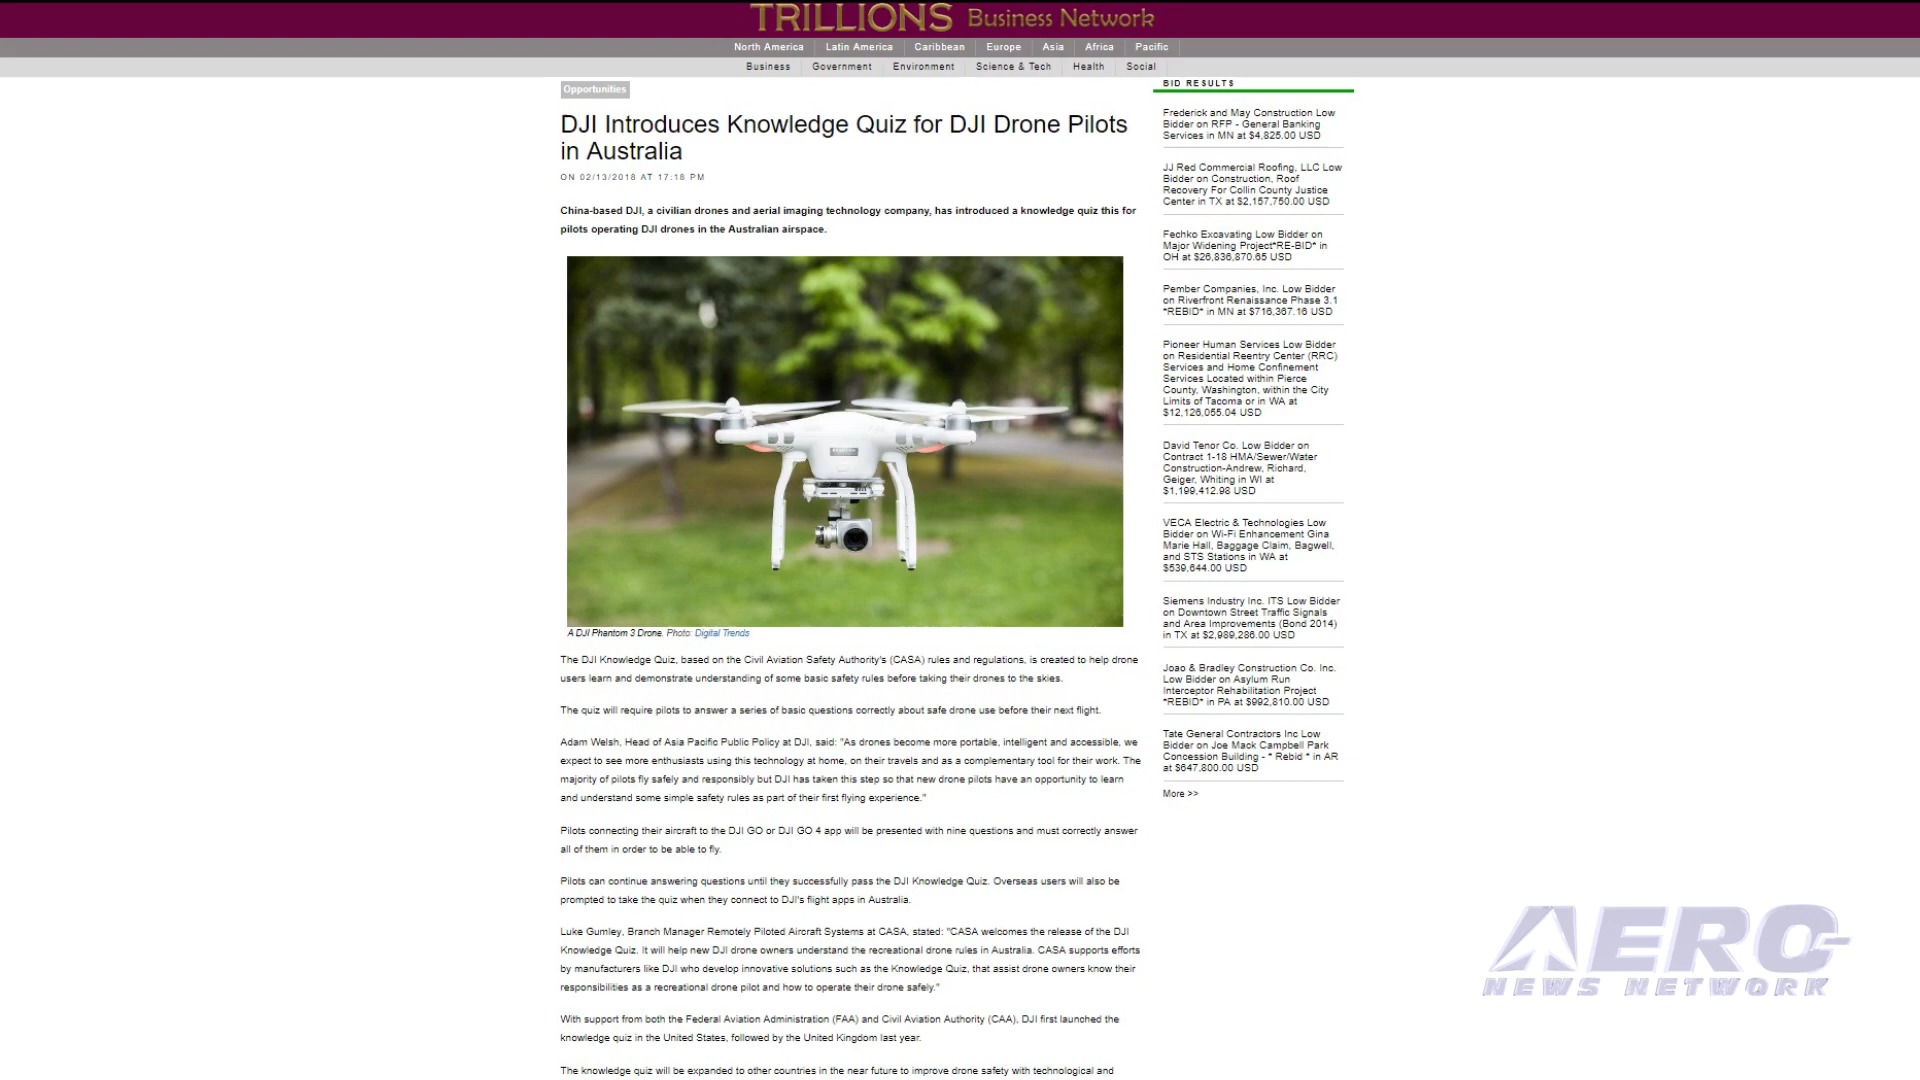 TRILLIONS Business Network
North America Latin America Caribbean Europe Asia Africa Pacific
Business Government Environment Science & Tech Health Social
Opportunities
DJI Introduces Knowledge Quiz for DJI Drone Pilots
in Australia
ON 02/13/2018 AT 17:18 PM
China-based DJI, a civilian drones and aerial imaging technology company, has introduced a knowledge quiz this for
pilots operating DJI drones in the Australian airspace.
A DJI Phantom 3 Drone. Photo: Digital Trends
The DJI Knowledge Quiz, based on the Civil Aviation Safety Authority's (CASA) rules and regulations, is created to help drone
users learn and demonstrate understanding of some basic safety rules before taking their drones to the skies.
The quiz will require pilots to answer a series of basic questions correctly about safe drone use before their next flight.
Adam Welsh, Head of Asia Pacific Public Policy at DJI, said: "As drones become more portable, intelligent and accessible, we
expect to see more enthusiasts using this technology at home, on their travels and as a complementary tool for their work. The
majority of pilots fly safely and responsibly but DJI has taken this step so that new drone pilots have an opportunity to learn
and understand some simple safety rules as part of their first flying experience."
Pilots connecting their aircraft to the DJI GO or DJI GO 4 app will be presented with nine questions and must correctly answer
all of them in order to be able to fly.
Pilots can continue answering questions until they successfully pass the DJI Knowledge Quiz. Overseas users will also be
prompted to take the quiz when they connect to DJI's flight apps in Australia.
Luke Gumley, Branch Manager Remotely Piloted Aircraft Systems at CASA, stated: "CASA welcomes the release of the DJI
Knowledge Quiz. It will help new DJI drone owners understand the recreational drone rules in Australia. CASA supports efforts
by manufacturers like DJI who develop innovative solutions such as the Knowledge Quiz, that assist drone owners know their
responsibilities as a recreational drone pilot and how to operate their drone safely."
With support from both the Federal Aviation Administration (FAA) and Civil Aviation Authority (CAA), DJI first launched the
knowledge quiz in the United States, followed by the United Kingdom last year.
The knowledge quiz will be expanded to other countries in the near future to improve drone safety with technological and
BID RESULTS
Frederick and May Construction Low
Bidder on RFP - General Banking
Services in MN at $4,825.00 USD
JJ Red Commercial Roofing, LLC Low
Bidder on Construction, Roof
Recovery For Collin County Justice
Center in TX at $2,157,750.00 USD
Fechko Excavating Low Bidder on
Major Widening Project*RE-BID* in
OH at $26,836,870.65 USD
Pember Companies, Inc. Low Bidder
on Riverfront Renaissance Phase 3.1
*REBID* in MN at $716,367.16 USD
Pioneer Human Services Low Bidder
on Residential Reentry Center (RRC)
Services and Home Confinement
Services Located within Pierce
County, Washington, within the City
Limits of Tacoma or in WA at
$12,126,055.04 USD
David Tenor Co. Low Bidder on
Contract 1-18 HMA/Sewer/Water
Construction-Andrew, Richard,
Geiger, Whiting in WI at
$1,199,412.98 USD
VECA Electric & Technologies Low
Bidder on Wi-Fi Enhancement Gina
Marie Hall, Baggage Claim, Bagwell,
and STS Stations in WA at
$539,644.00 USD
Siemens Industry Inc. ITS Low Bidder
on Downtown Street Traffic Signals
and Area Improvements (Bond 2014)
in TX at $2,989,286.00 USD
Joao & Bradley Construction Co. Inc.
Low Bidder on Asylum Run
Interceptor Rehabilitation Project
*REBID* in PA at $992,810.00 USD
Tate General Contractors Inc Low
Bidder on Joe Mack Campbell Park
Concession Building - * Rebid * in AR
at $647,800.00 USD
More >>
AERO
NEWS NETWORK